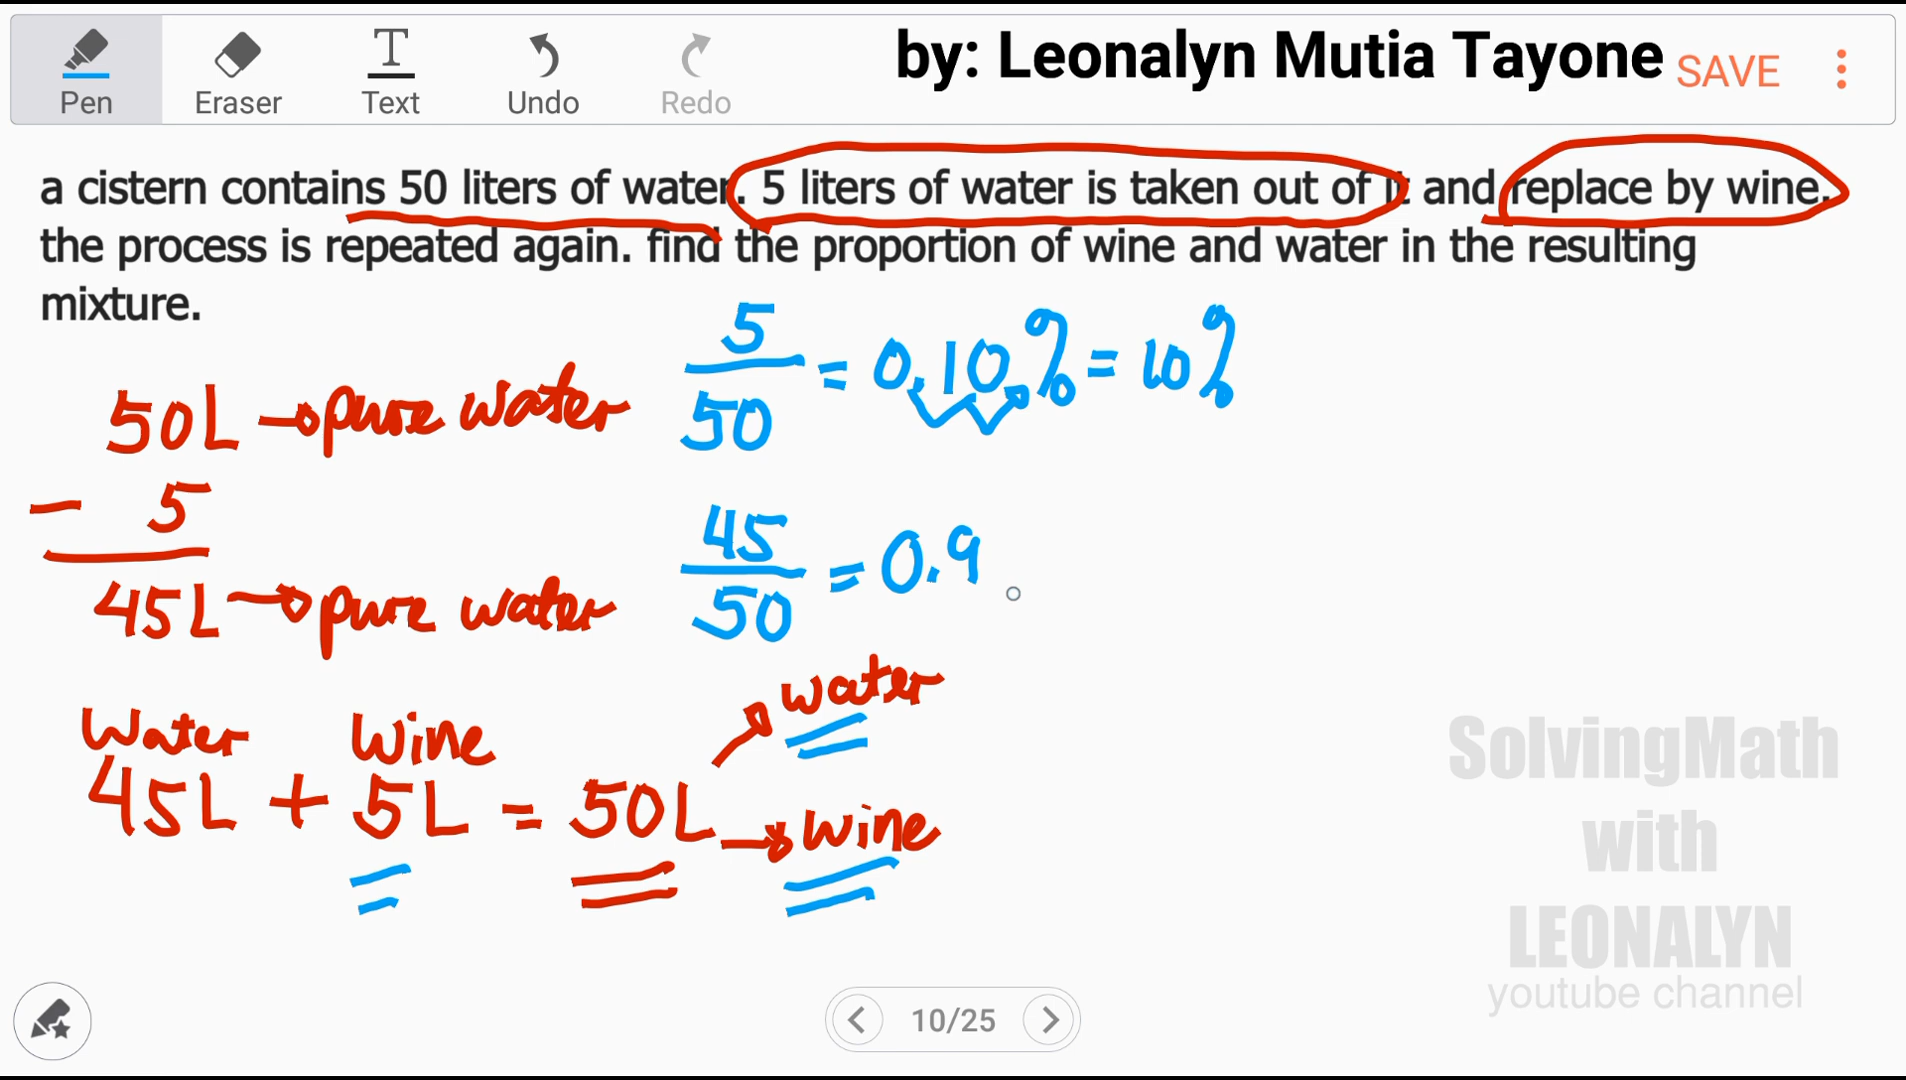 by: Leonalyn Mutia Tayone
SAVE
Pen
Eraser
Text
Undo
Redo
a cistern contains 50 liters of water. 5 liters of water is taken out of it and replace by wine.
the process is repeated again. find the proportion of wine and water in the resulting
mixture.
50L → pure water
- 5
45L → pure water
5/50 = 0.10% = 10%
45/50 = 0.9
Water Wine
45L + 5L = 50L
water
wine
SolvingMath
with
LEONALYN
youtube channel
10/25